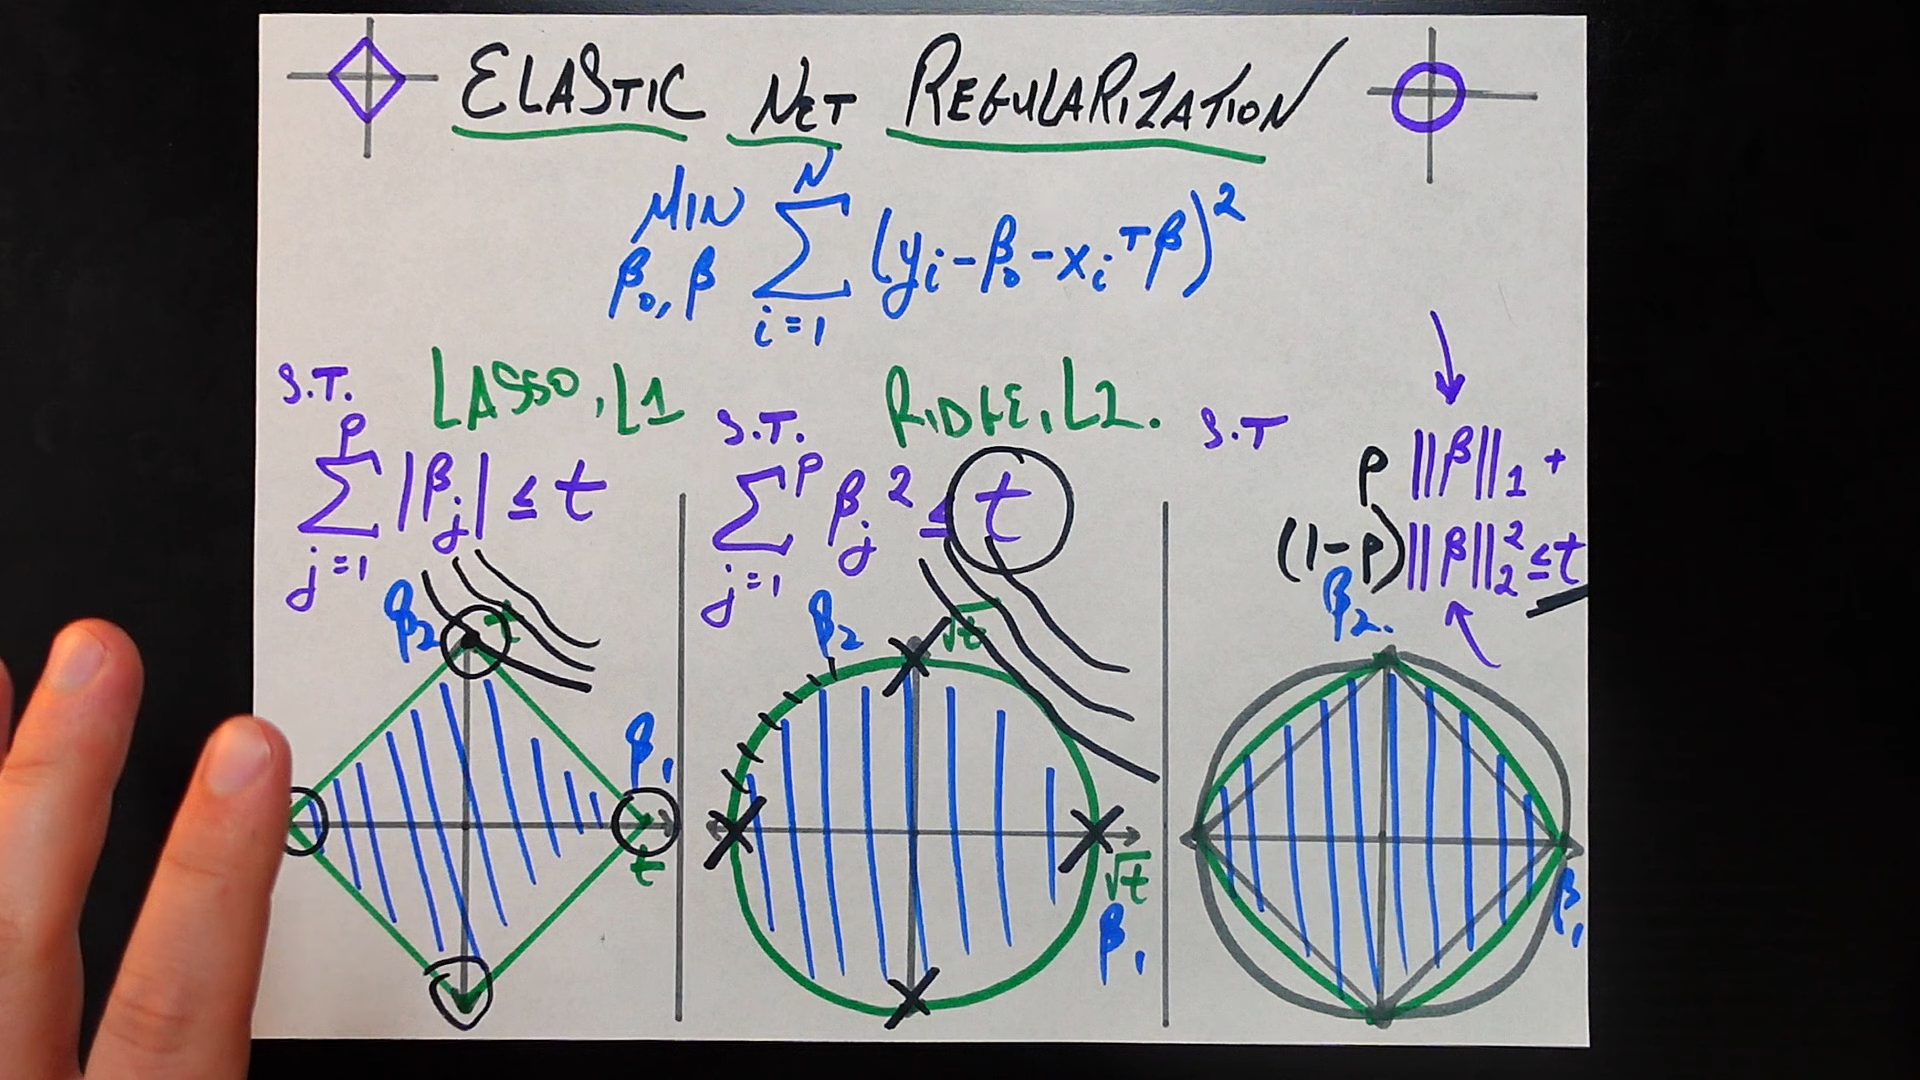 ELASTIC NET REGULARIZATION
MIN N
β₀, β Σ (yᵢ - β₀ - xᵢᵀβ)²
i=1
S.T. LASSO, L1
p
Σ |βⱼ| ≤ t
j=1
β₂ t
β₁
t
S.T. RIDGE, L2.
p
Σ βⱼ² ≤ t
j=1
β₂ √t
√t
β₁
S.T
ρ ||β||₁ +
(1-ρ) ||β||₂² ≤ t
β₂.
β₁